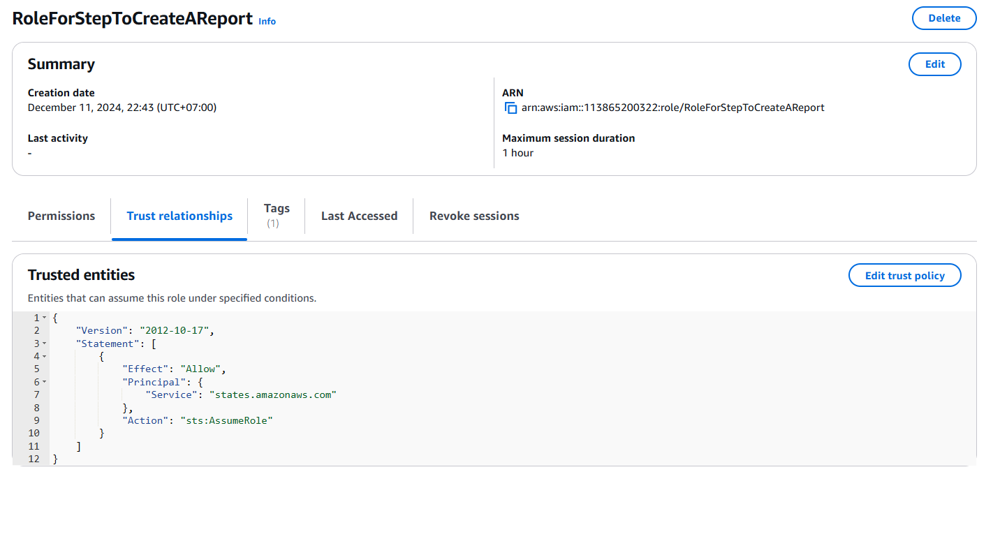 RoleForStepToCreateAReport Info
Delete
Summary
Edit
Creation date
December 11, 2024, 22:43 (UTC+07:00)
ARN
arn:aws:iam::113865200322:role/RoleForStepToCreateAReport
Last activity
-
Maximum session duration
1 hour
Permissions
Trust relationships
Tags
(1)
Last Accessed
Revoke sessions
Trusted entities
Edit trust policy
Entities that can assume this role under specified conditions.
1 {
2     "Version": "2012-10-17",
3     "Statement": [
4         {
5             "Effect": "Allow",
6             "Principal": {
7                 "Service": "states.amazonaws.com"
8             },
9             "Action": "sts:AssumeRole"
10         }
11     ]
12 }